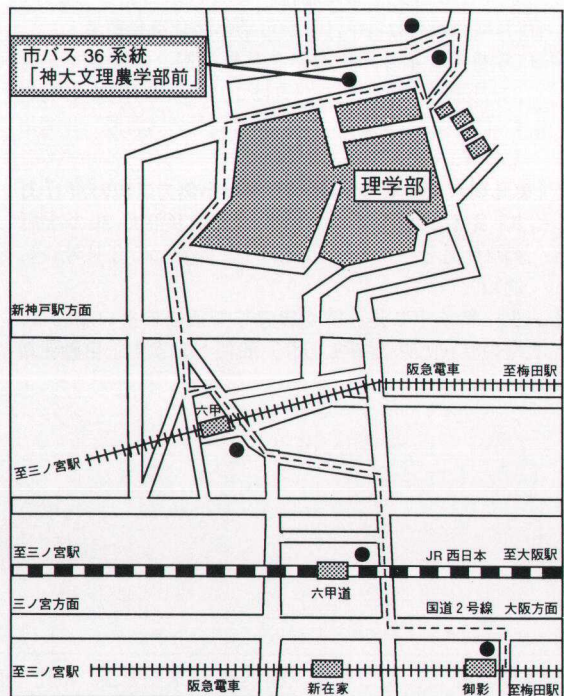 市バス 36 系統
「神大文理農学部前」
理学部
新神戸駅方面
阪急電車
至梅田駅
六甲
至三ノ宮駅
至三ノ宮駅
JR 西日本
至大阪駅
六甲道
三ノ宮方面
国道 2 号線
大阪方面
至三ノ宮駅
阪急電車
新在家
御影
至梅田駅